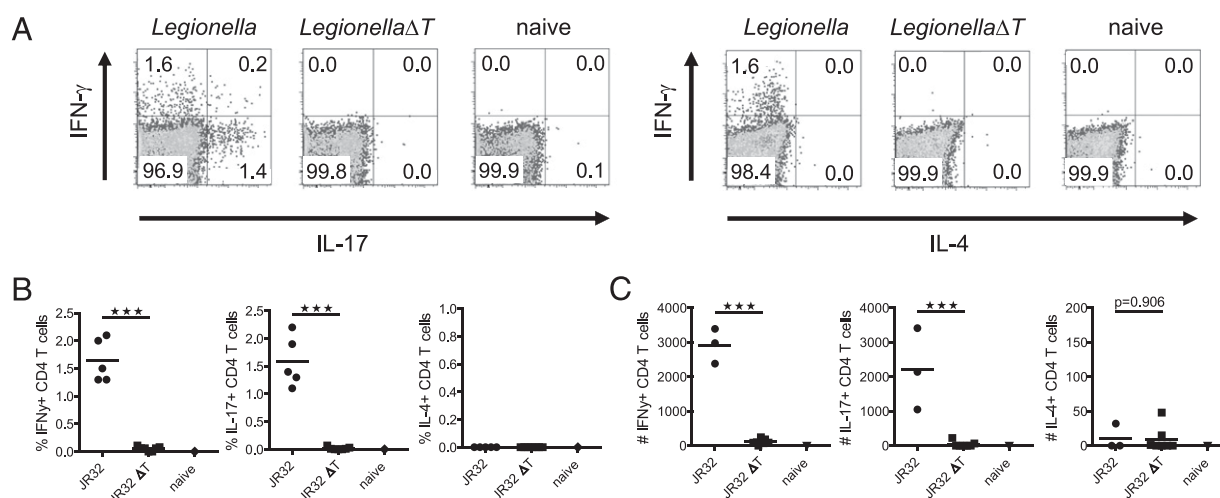 A
Legionella
LegionellaΔT
naive
Legionella
LegionellaΔT
naive
IFN-γ
1.6 0.2
96.9 1.4
0.0 0.0
99.8 0.0
0.0 0.0
99.9 0.1
IL-17
IFN-γ
1.6 0.0
98.4 0.0
0.0 0.0
99.9 0.0
0.0 0.0
99.9 0.0
IL-4
B
% IFNy+ CD4 T cells
2.5
2.0
1.5
1.0
0.5
0.0
★★★
JR32
JR32 ΔT
naive
% IL-17+ CD4 T cells
2.5
2.0
1.5
1.0
0.5
0.0
★★★
JR32
JR32 ΔT
naive
% IL-4+ CD4 T cells
1.0
0.8
0.6
0.4
0.2
0.0
JR32
JR32 ΔT
naive
C
# IFNy+ CD4 T cells
4000
3000
2000
1000
0
★★★
JR32
JR32 ΔT
naive
# IL-17+ CD4 T cells
4000
3000
2000
1000
0
★★★
JR32
JR32 ΔT
naive
# IL-4+ CD4 T cells
200
150
100
50
0
p=0.906
JR32
JR32 ΔT
naive